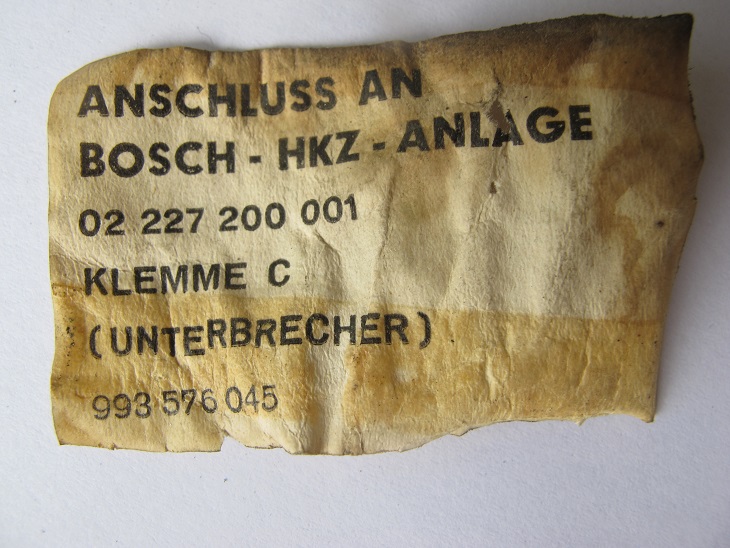 ANSCHLUSS AN
BOSCH - HKZ - ANLAGE
02 227 200 001
KLEMME C
(UNTERBRECHER)
993 576 045